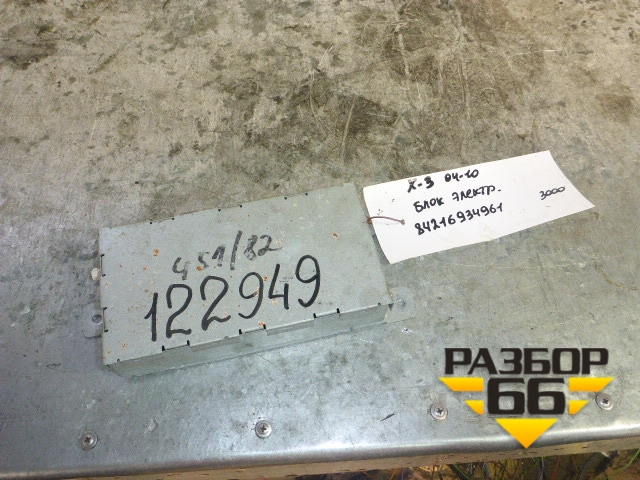 X-3 04-10
Блок электр.
84216934961
3000
451/82
122949
РАЗБОР
66